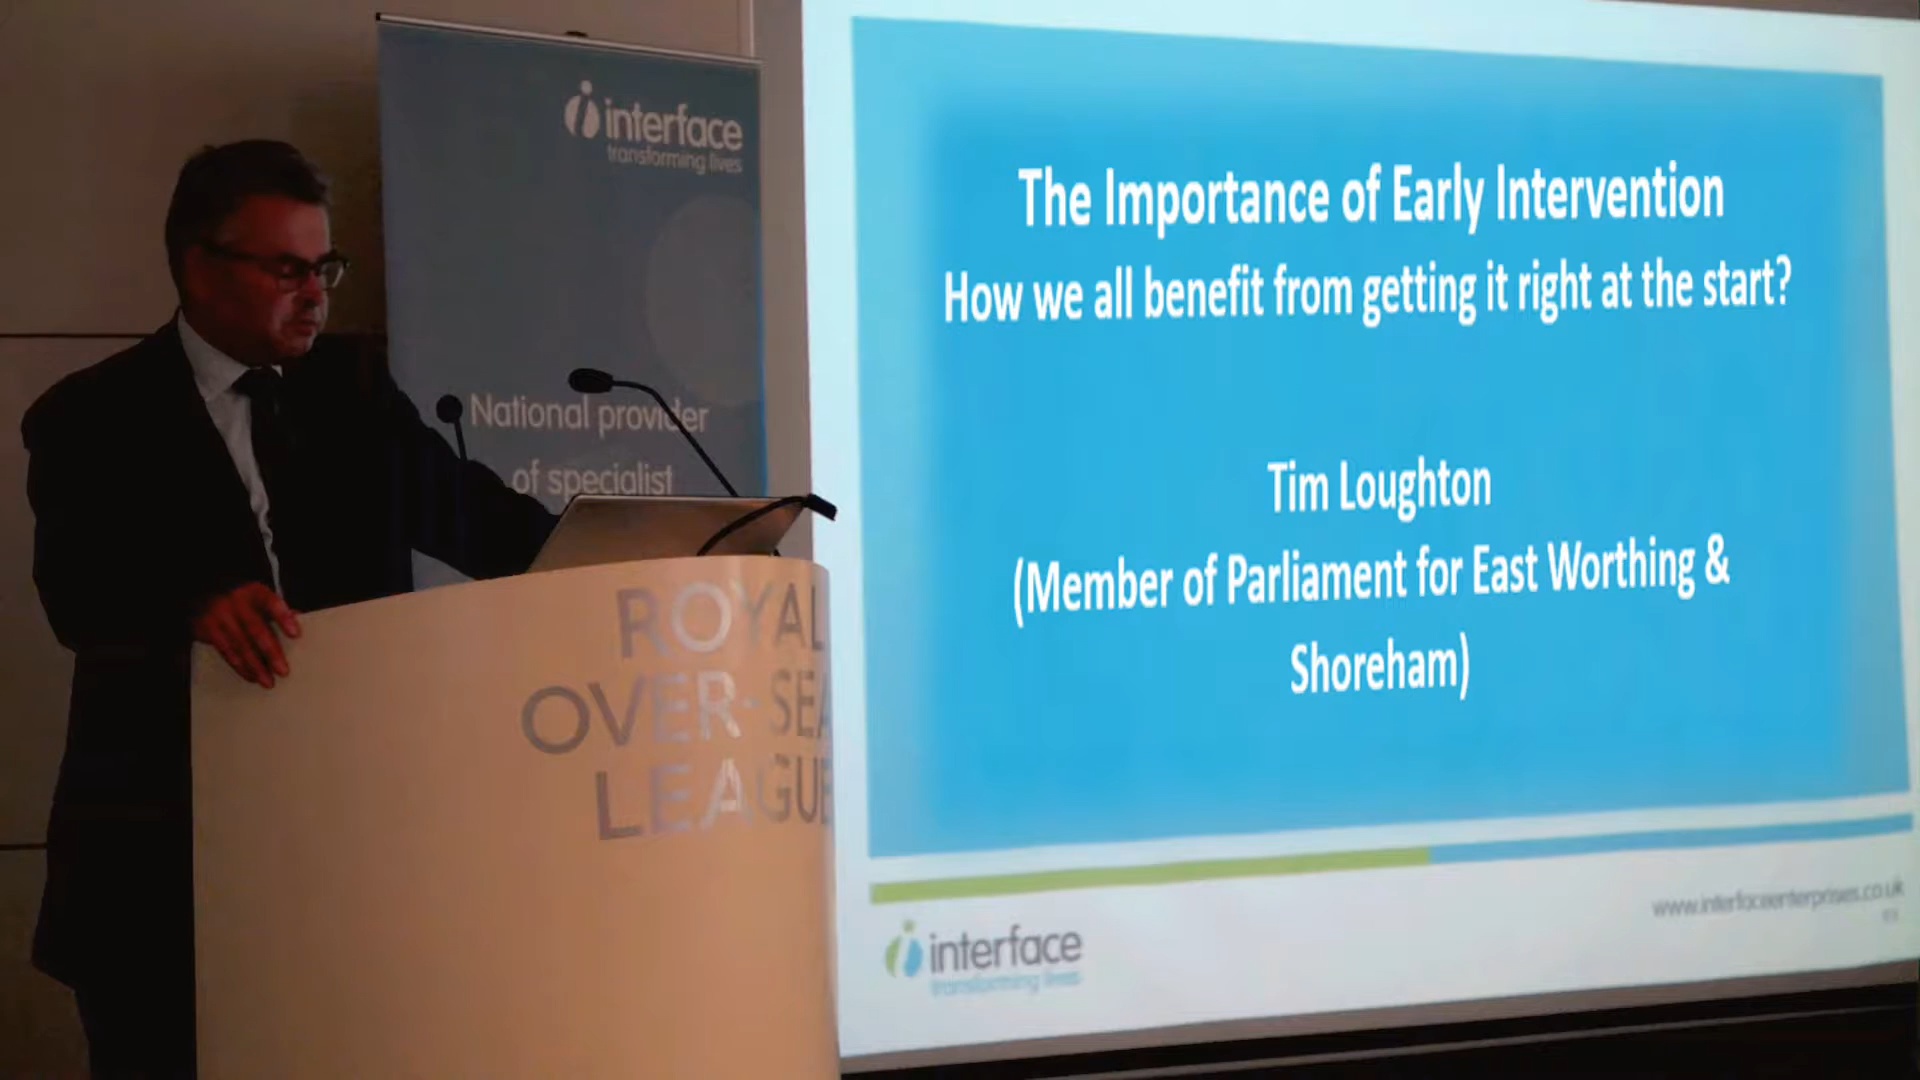 interface
transforming lives
National provider
of specialist
ROYAL
OVER-SEA
LEAGUE
The Importance of Early Intervention
How we all benefit from getting it right at the start?
Tim Loughton
(Member of Parliament for East Worthing &
Shoreham)
www.interfaceenterprises.co.uk
interface
transforming lives